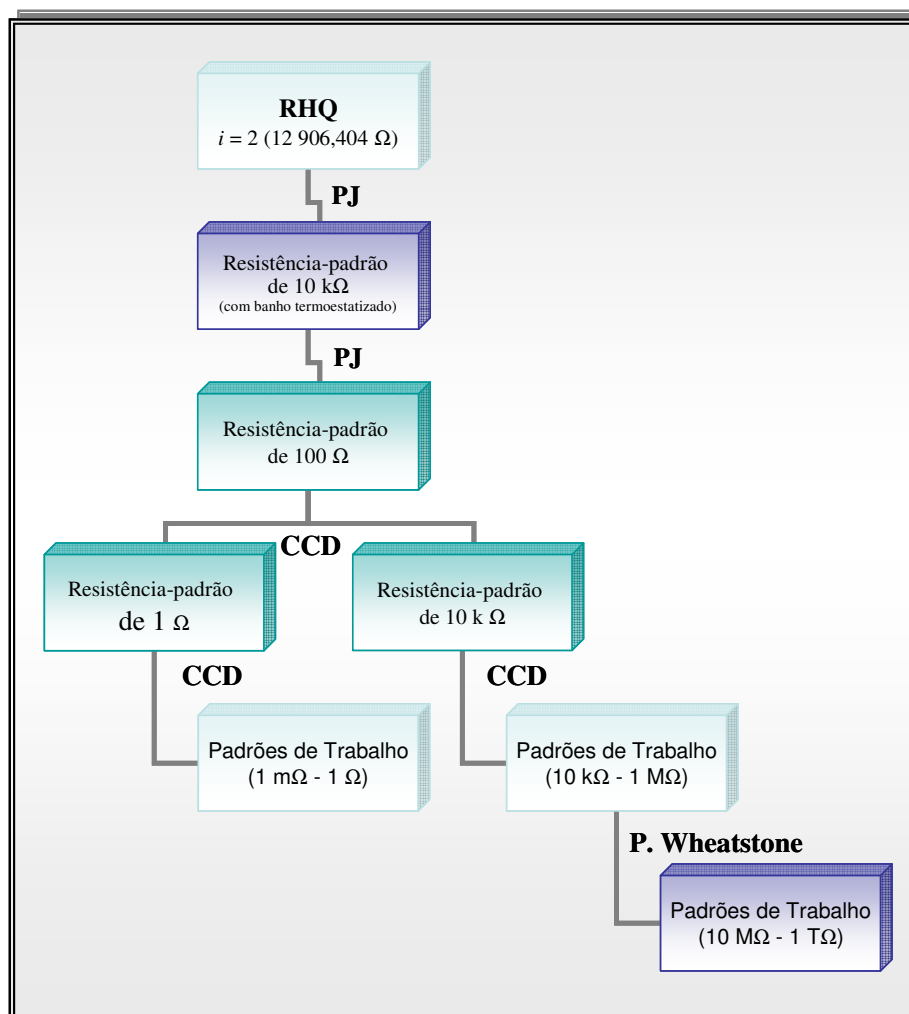 RHQ
i = 2 (12 906,404 Ω)
PJ
Resistência-padrão
de 10 kΩ
(com banho termoestatizado)
PJ
Resistência-padrão
de 100 Ω
CCD
Resistência-padrão
de 1 Ω
Resistência-padrão
de 10 k Ω
CCD
CCD
Padrões de Trabalho
(1 mΩ - 1 Ω)
Padrões de Trabalho
(10 kΩ - 1 MΩ)
P. Wheatstone
Padrões de Trabalho
(10 MΩ - 1 TΩ)